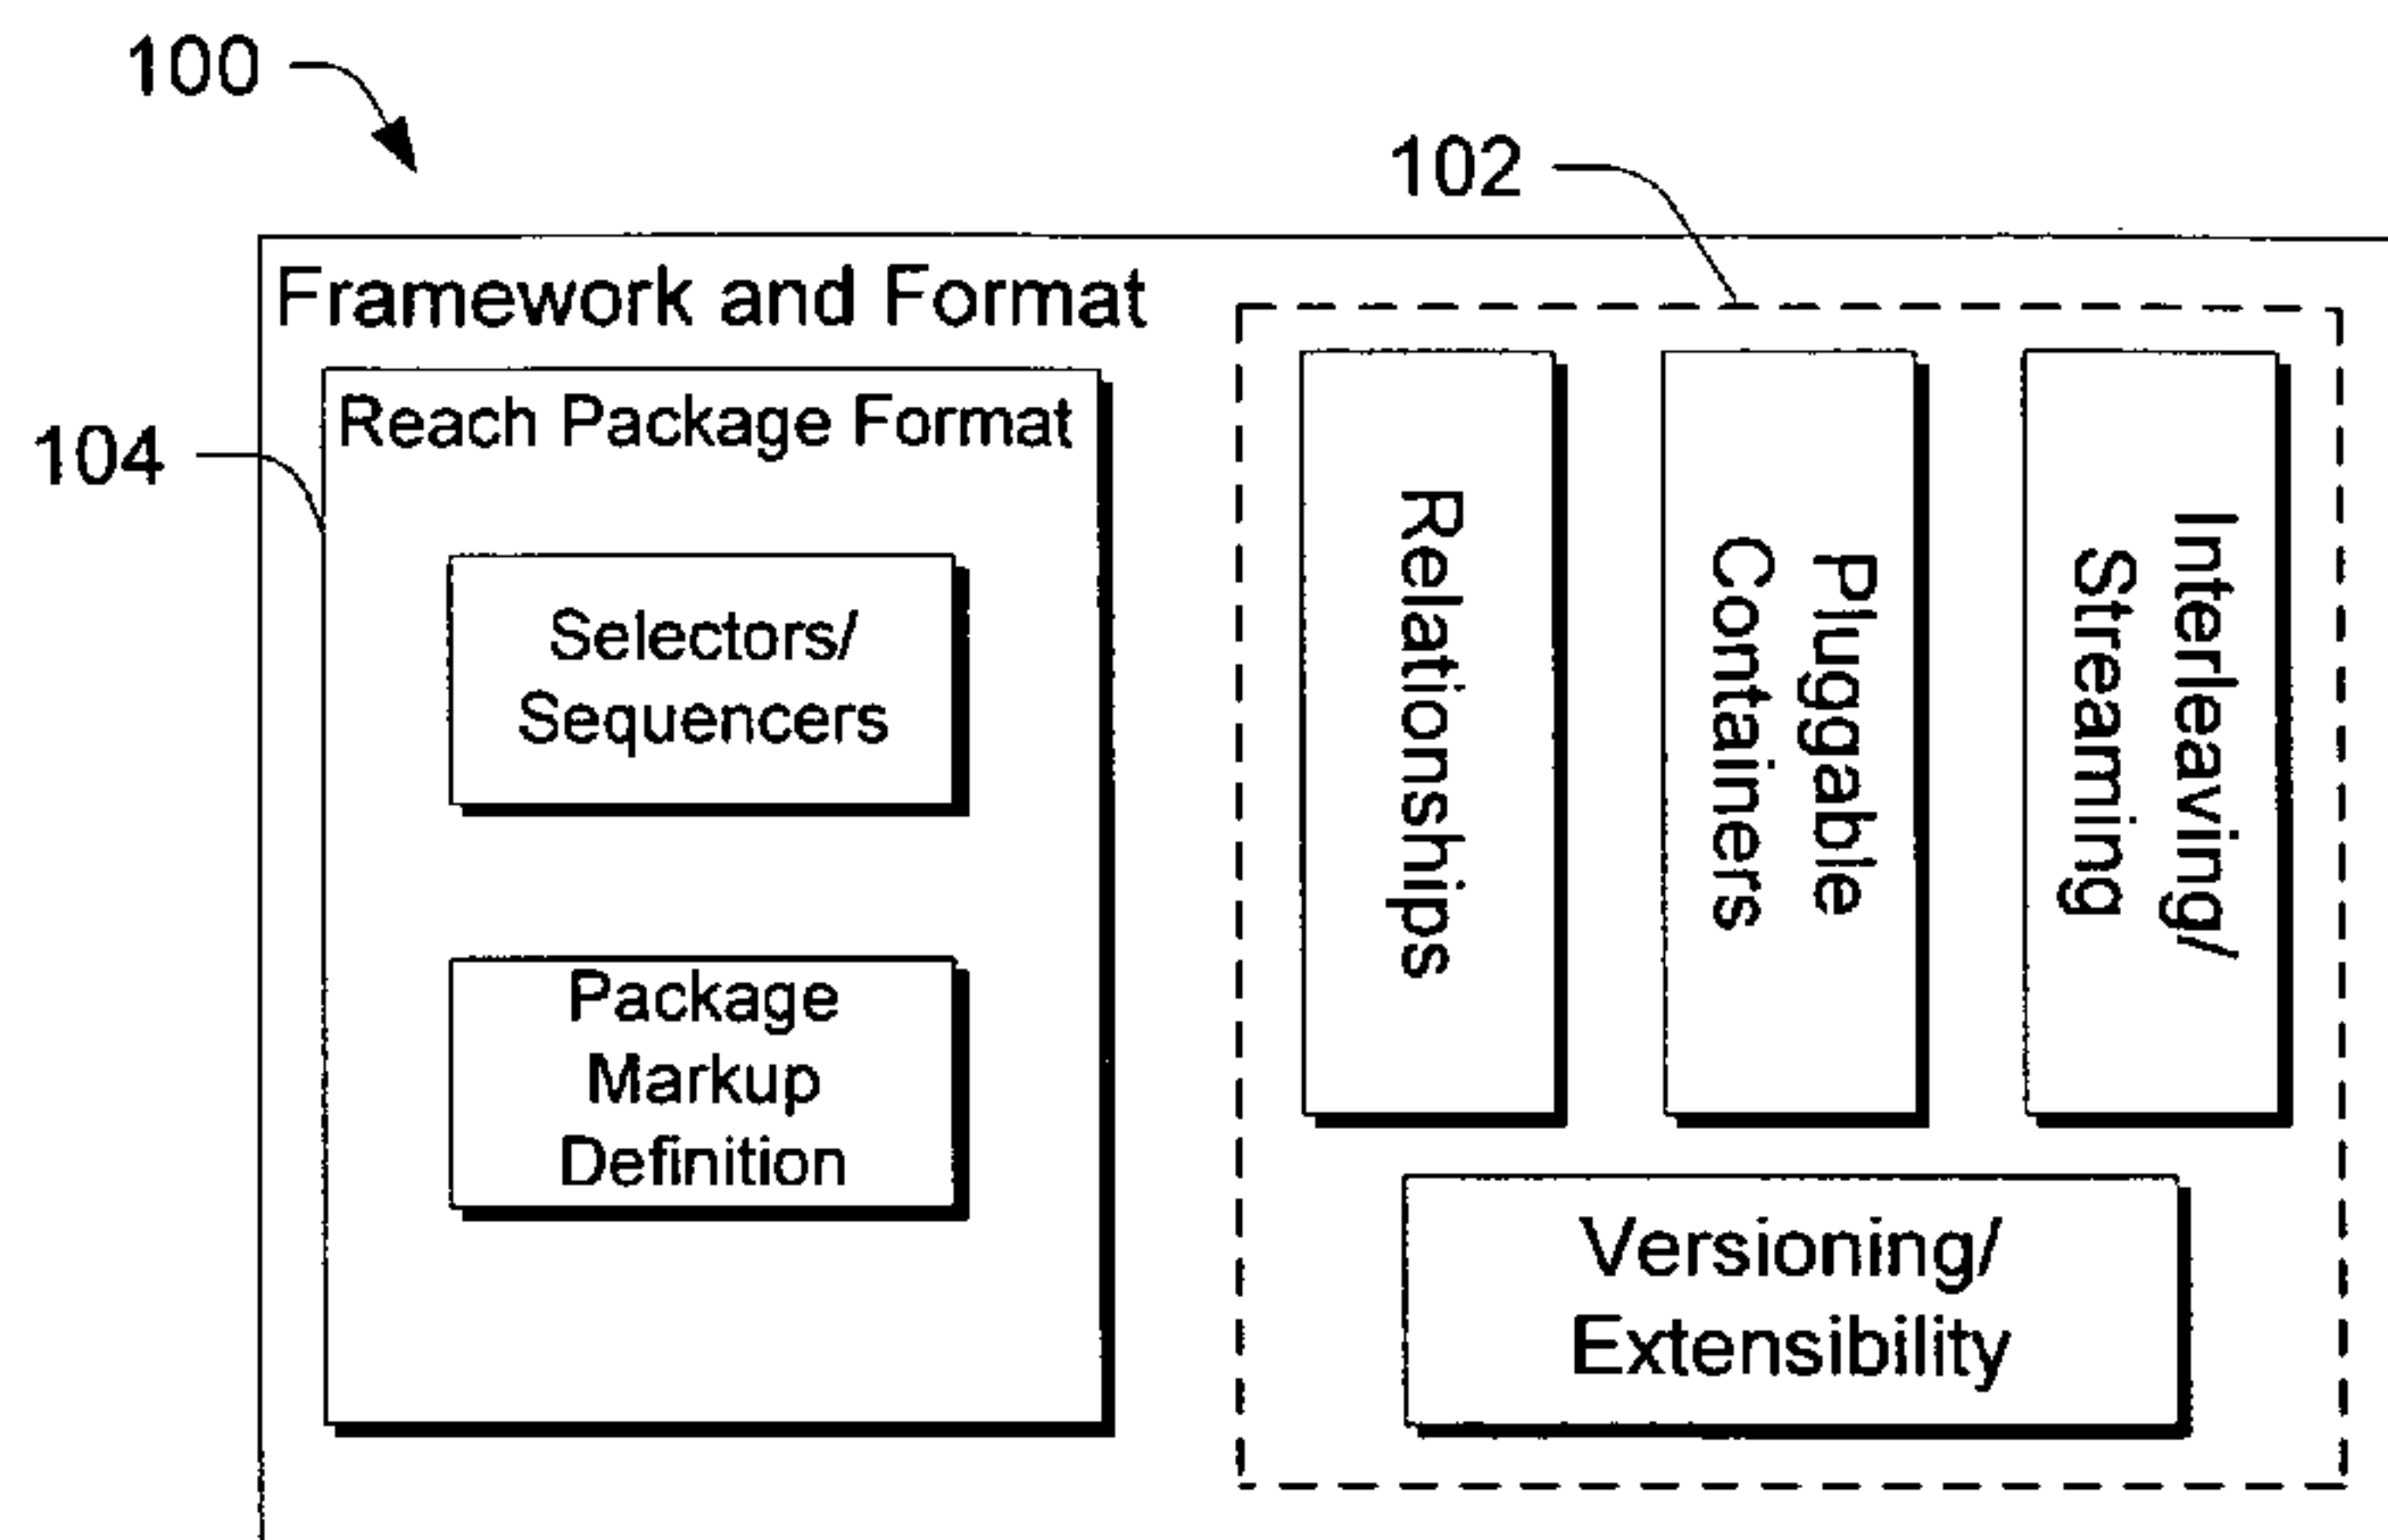 100
102
Framework and Format
104
Reach Package Format
Selectors/
Sequencers
Package
Markup
Definition
Relationships
Pluggable
Containers
Interleaving/
Streaming
Versioning/
Extensibility